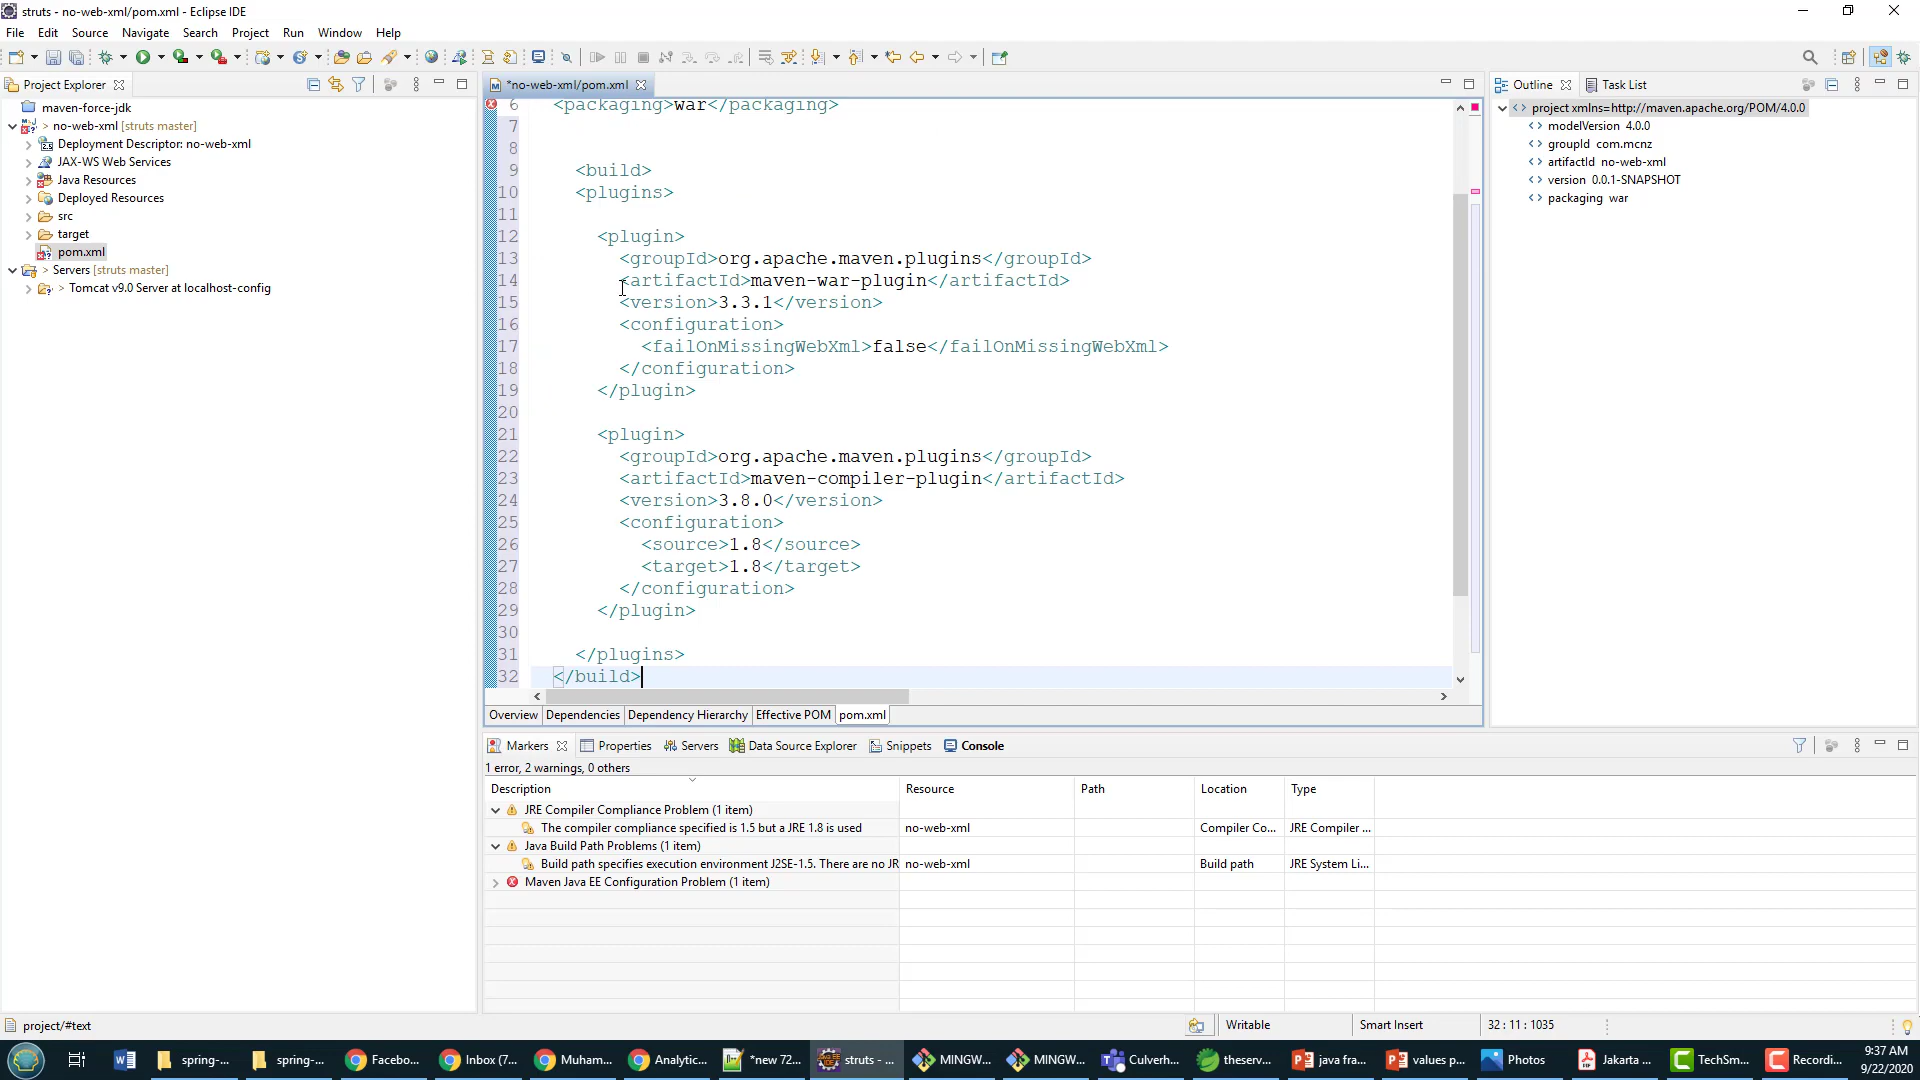 struts - no-web-xml/pom.xml - Eclipse IDE
File Edit Source Navigate Search Project Run Window Help
Project Explorer
*no-web-xml/pom.xml
Outline Task List
maven-force-jdk
> no-web-xml [struts master]
Deployment Descriptor: no-web-xml
JAX-WS Web Services
Java Resources
Deployed Resources
src
target
pom.xml
> Servers [struts master]
> Tomcat v9.0 Server at localhost-config
6 <packaging>war</packaging>
7
8
9 <build>
10 <plugins>
11
12 <plugin>
13 <groupId>org.apache.maven.plugins</groupId>
14 <artifactId>maven-war-plugin</artifactId>
15 <version>3.3.1</version>
16 <configuration>
17 <failOnMissingWebXml>false</failOnMissingWebXml>
18 </configuration>
19 </plugin>
20
21 <plugin>
22 <groupId>org.apache.maven.plugins</groupId>
23 <artifactId>maven-compiler-plugin</artifactId>
24 <version>3.8.0</version>
25 <configuration>
26 <source>1.8</source>
27 <target>1.8</target>
28 </configuration>
29 </plugin>
30
31 </plugins>
32 </build>
project xmlns=http://maven.apache.org/POM/4.0.0
modelVersion 4.0.0
groupId com.mcnz
artifactId no-web-xml
version 0.0.1-SNAPSHOT
packaging war
Overview Dependencies Dependency Hierarchy Effective POM pom.xml
Markers Properties Servers Data Source Explorer Snippets Console
1 error, 2 warnings, 0 others
Description Resource Path Location Type
JRE Compiler Compliance Problem (1 item)
The compiler compliance specified is 1.5 but a JRE 1.8 is used no-web-xml Compiler Co... JRE Compiler ...
Java Build Path Problems (1 item)
Build path specifies execution environment J2SE-1.5. There are no JR no-web-xml Build path JRE System Li...
Maven Java EE Configuration Problem (1 item)
project/#text Writable Smart Insert 32 : 11 : 1035
spring-... spring-... Facebo... Inbox (7... Muham... Analytic... *new 72... struts - ... MINGW... MINGW... Culverh... theserv... java fra... values p... Photos Jakarta ... TechSm... Recordi...
9:37 AM
9/22/2020